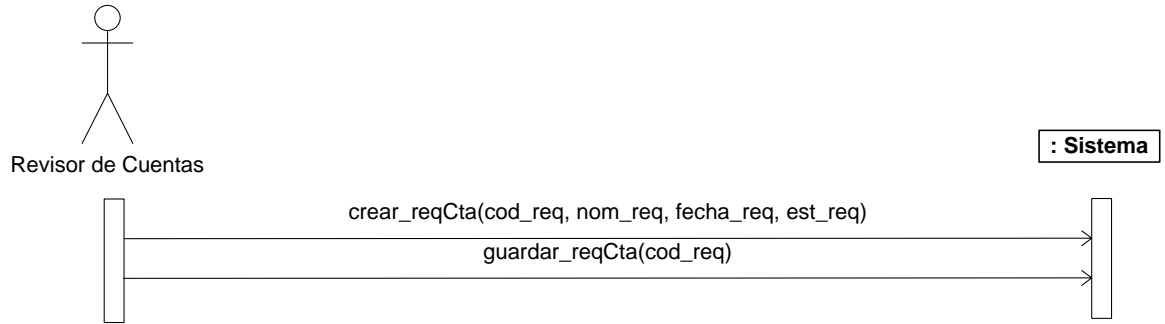 Revisor de Cuentas
: Sistema
crear_reqCta(cod_req, nom_req, fecha_req, est_req)
guardar_reqCta(cod_req)